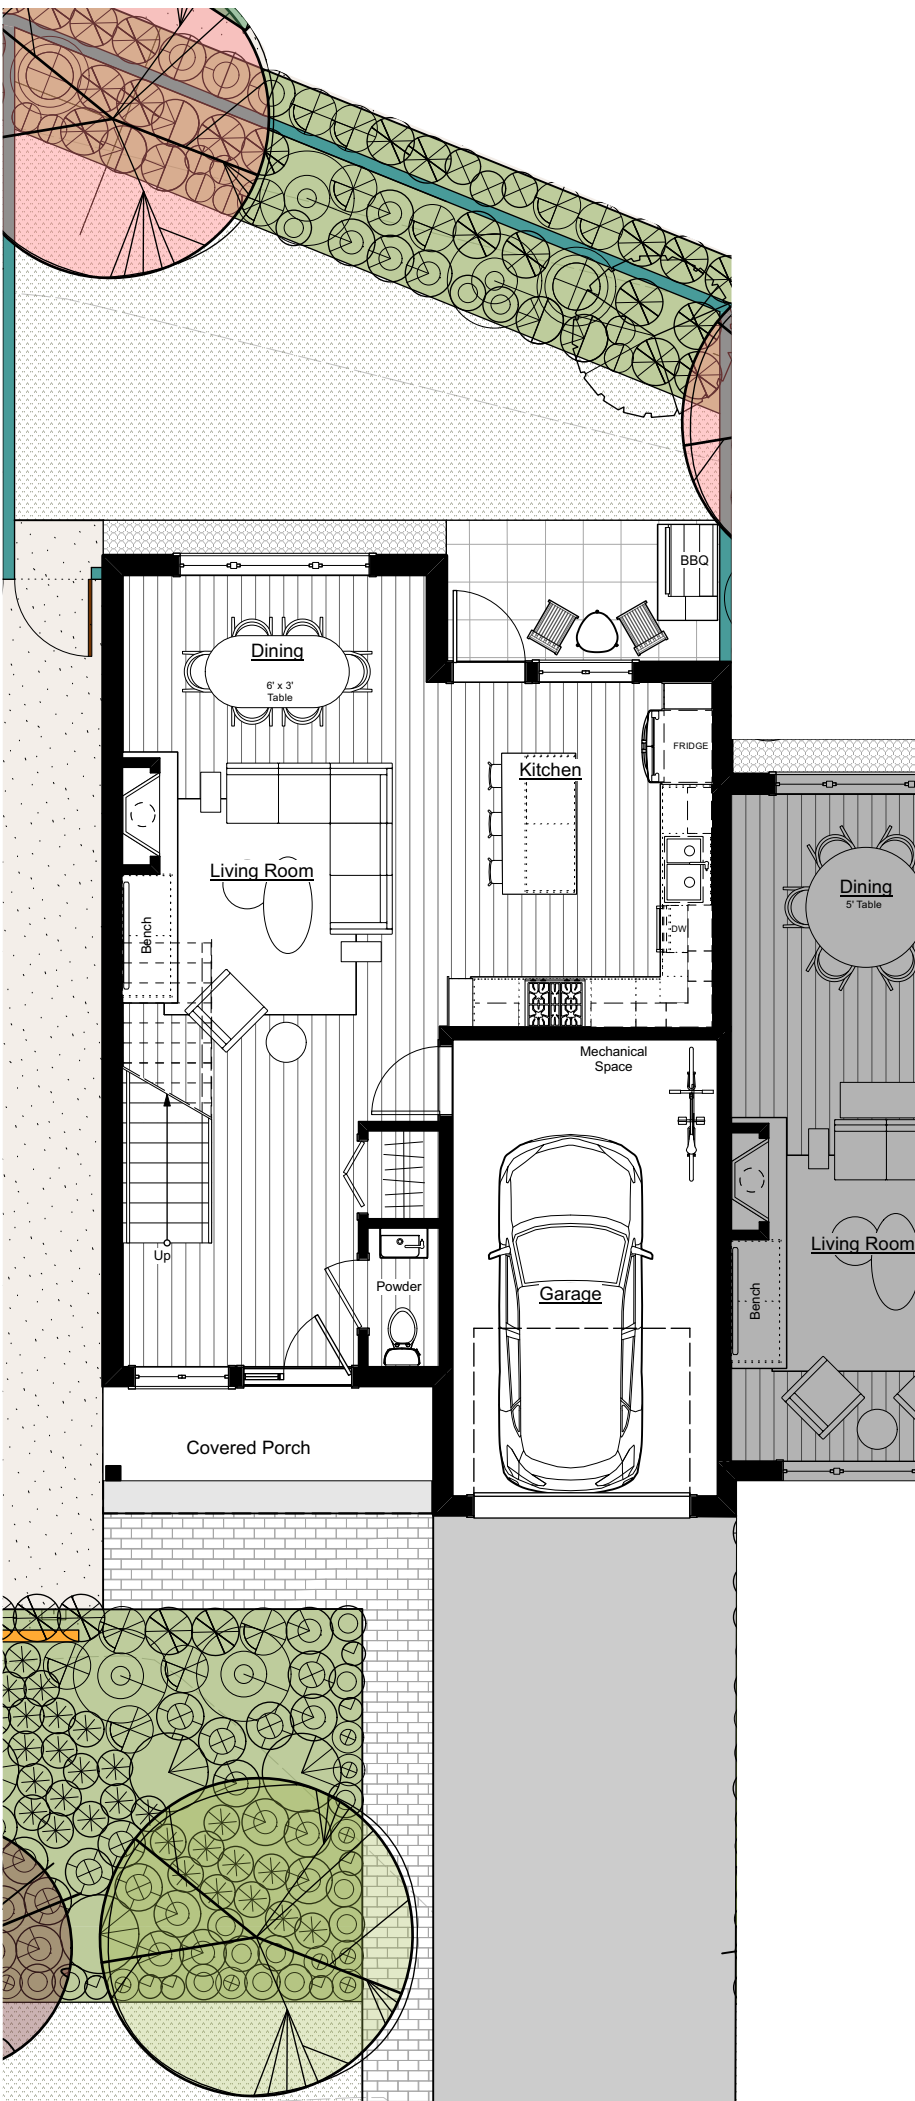 BBQ
Dining
6' x 3'
Table
FRIDGE
Kitchen
Living Room
Dining
5' Table
Bench
DW
Mechanical
Space
Up
Living Room
Powder
Garage
Bench
Covered Porch